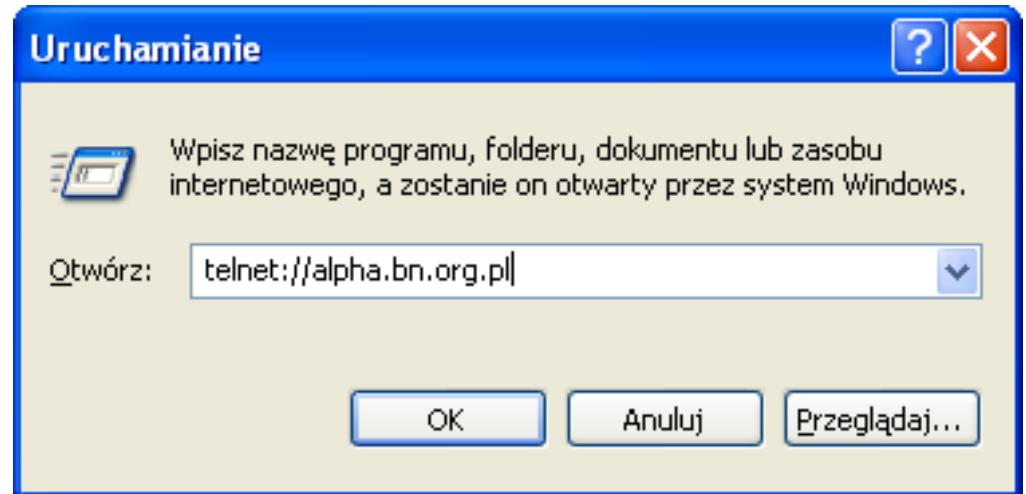 Uruchamianie
Wpisz nazwę programu, folderu, dokumentu lub zasobu
internetowego, a zostanie on otwarty przez system Windows.
Otwórz: telnet://alpha.bn.org.pl
OK Anuluj Przeglądaj...